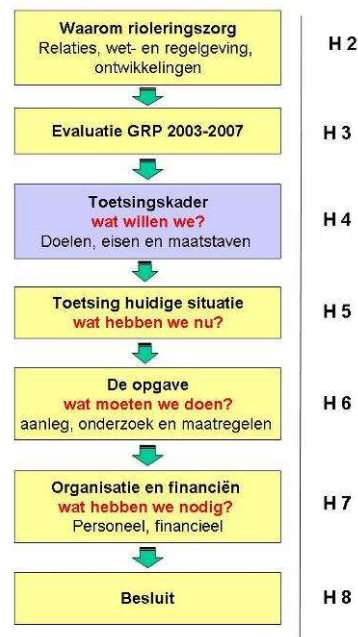 Waarom rioleringszorg
Relaties, wet- en regelgeving,
ontwikkelingen
H 2
Evaluatie GRP 2003-2007
H 3
Toetsingskader
wat willen we?
Doelen, eisen en maatstaven
H 4
Toetsing huidige situatie
wat hebben we nu?
H 5
De opgave
wat moeten we doen?
aanleg, onderzoek en maatregelen
H 6
Organisatie en financiën
wat hebben we nodig?
Personeel, financieel
H 7
Besluit
H 8